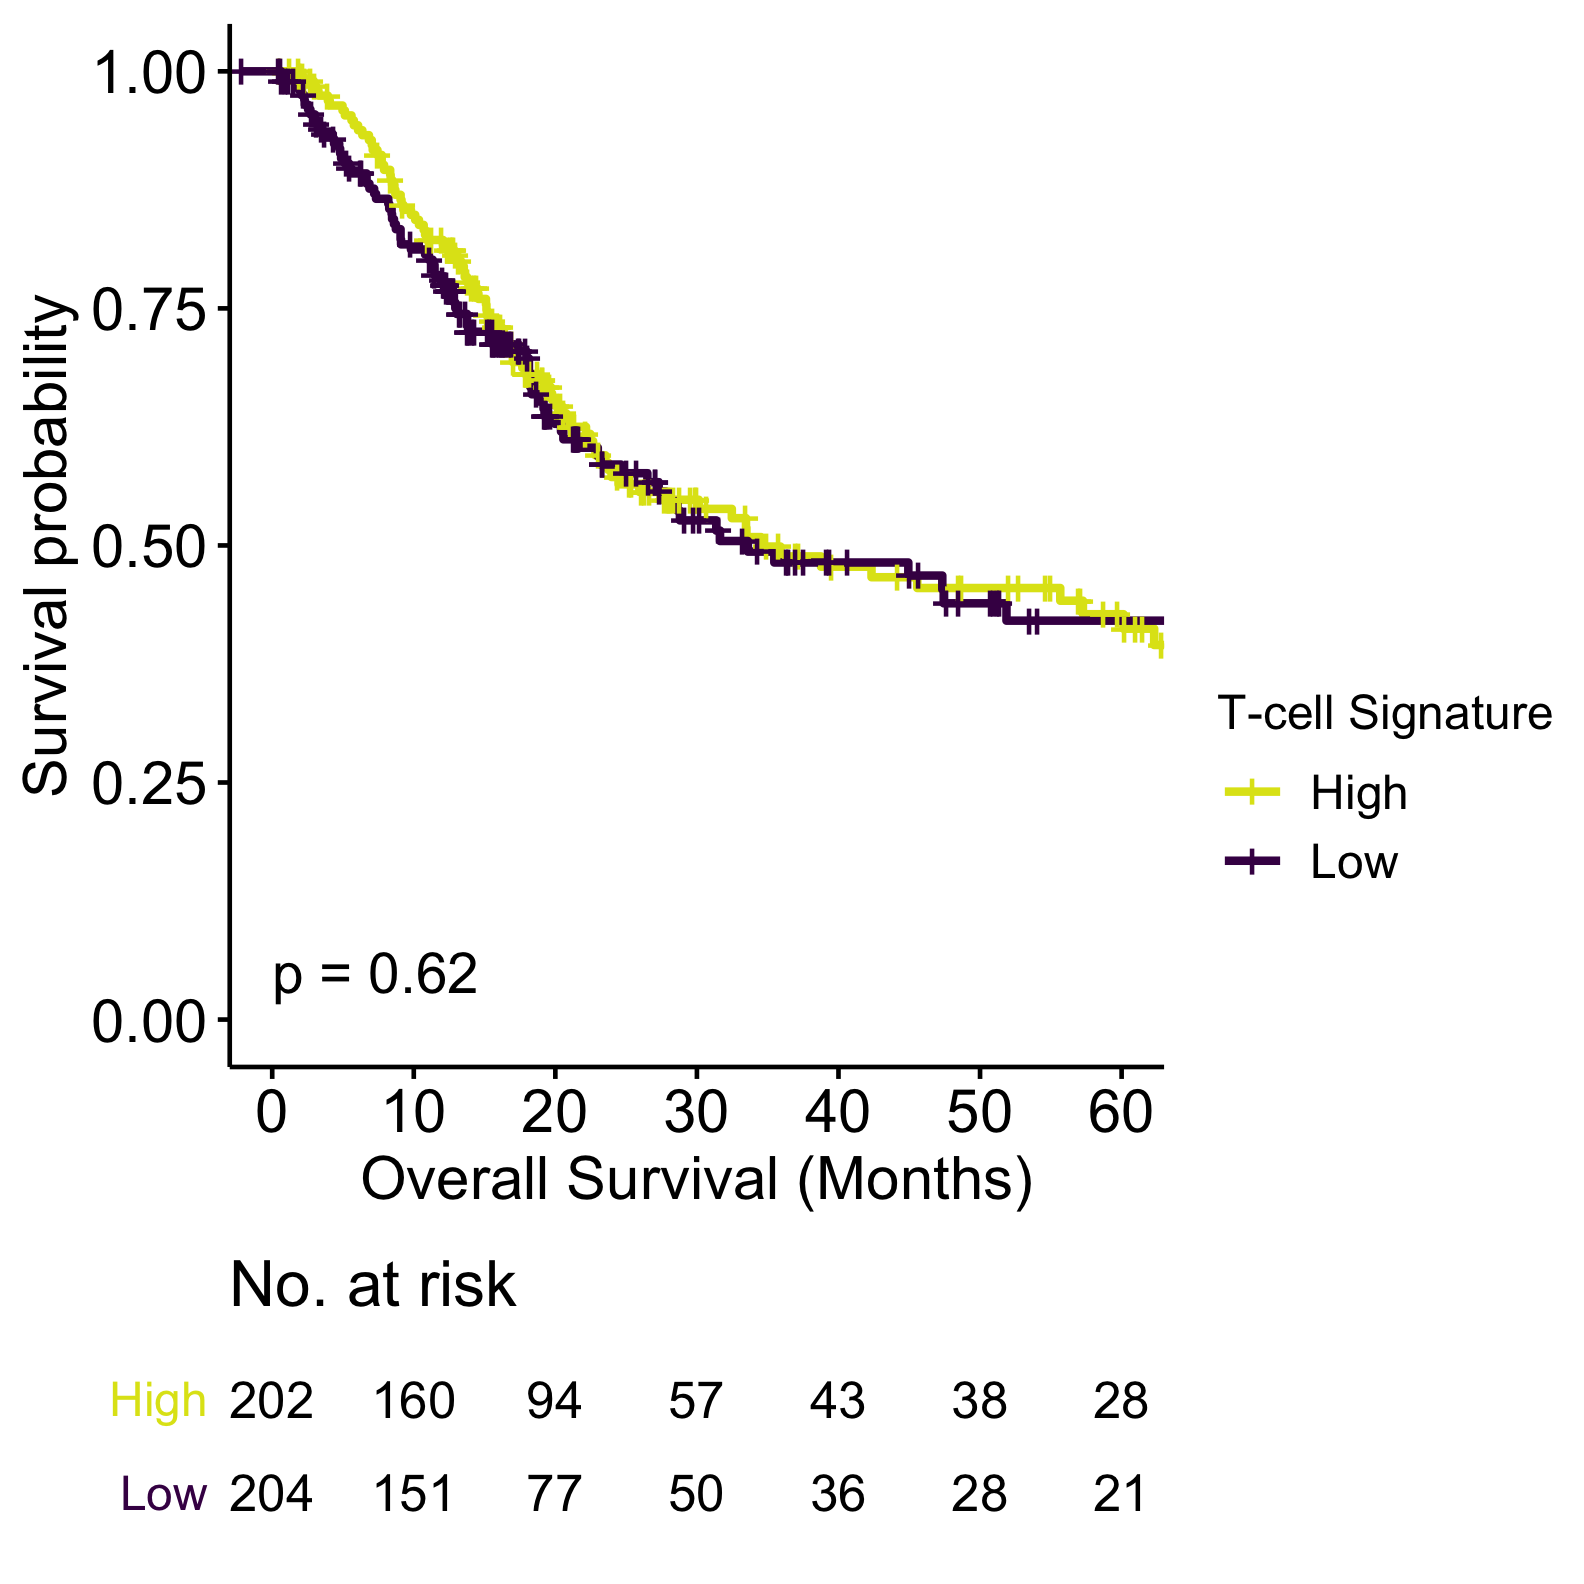 1.00
0.75
0.50
0.25
0.00
Survival probability
p = 0.62
0 10 20 30 40 50 60
Overall Survival (Months)
T-cell Signature
High
Low
No. at risk
High 202 160 94 57 43 38 28
Low 204 151 77 50 36 28 21